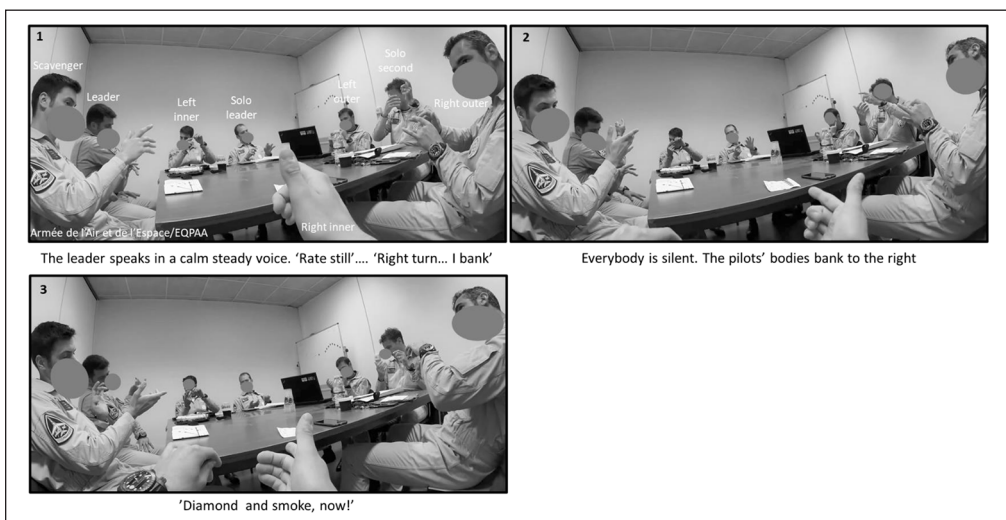 1
Scavenger
Leader
Left
inner
Solo
leader
Left
outer
Solo
second
Right outer
Right inner
Armée de l'Air et de l'Espace/EQPAA
The leader speaks in a calm steady voice. 'Rate still'.... 'Right turn... I bank'
2
Everybody is silent. The pilots' bodies bank to the right
3
'Diamond and smoke, now!'